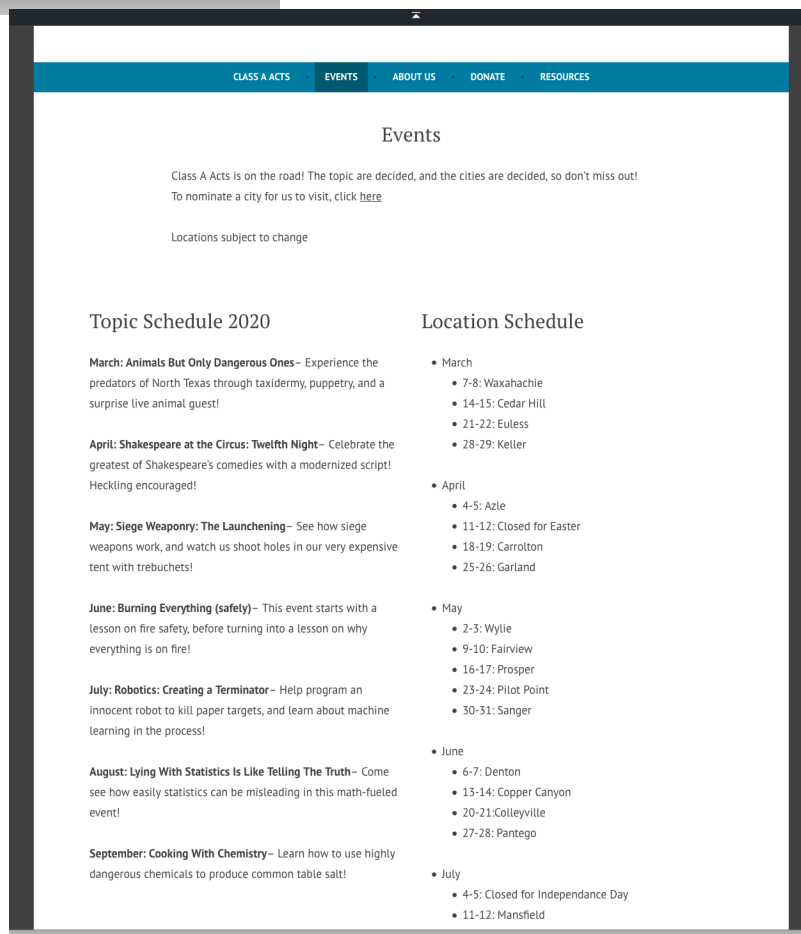 CLASS A ACTS EVENTS ABOUT US DONATE RESOURCES
Events
Class A Acts is on the road! The topic are decided, and the cities are decided, so don't miss out!
To nominate a city for us to visit, click here
Locations subject to change
Topic Schedule 2020
March: Animals But Only Dangerous Ones– Experience the
predators of North Texas through taxidermy, puppetry, and a
surprise live animal guest!
April: Shakespeare at the Circus: Twelfth Night– Celebrate the
greatest of Shakespeare's comedies with a modernized script!
Heckling encouraged!
May: Siege Weaponry: The Launchening– See how siege
weapons work, and watch us shoot holes in our very expensive
tent with trebuchets!
June: Burning Everything (safely)– This event starts with a
lesson on fire safety, before turning into a lesson on why
everything is on fire!
July: Robotics: Creating a Terminator– Help program an
innocent robot to kill paper targets, and learn about machine
learning in the process!
August: Lying With Statistics Is Like Telling The Truth– Come
see how easily statistics can be misleading in this math-fueled
event!
September: Cooking With Chemistry– Learn how to use highly
dangerous chemicals to produce common table salt!
Location Schedule
• March
• 7-8: Waxahachie
• 14-15: Cedar Hill
• 21-22: Euless
• 28-29: Keller
• April
• 4-5: Azle
• 11-12: Closed for Easter
• 18-19: Carrolton
• 25-26: Garland
• May
• 2-3: Wylie
• 9-10: Fairview
• 16-17: Prosper
• 23-24: Pilot Point
• 30-31: Sanger
• June
• 6-7: Denton
• 13-14: Copper Canyon
• 20-21:Colleyville
• 27-28: Pantego
• July
• 4-5: Closed for Independance Day
• 11-12: Mansfield